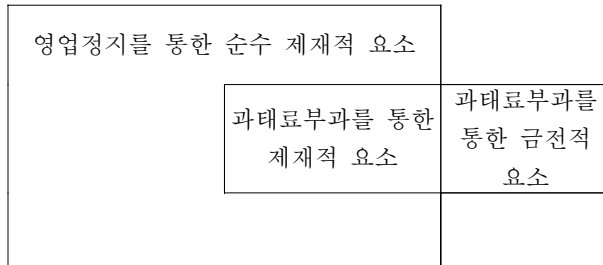 영업정지를 통한 순수 제재적 요소
과태료부과를 통한
제재적 요소
과태료부과를
통한 금전적
요소